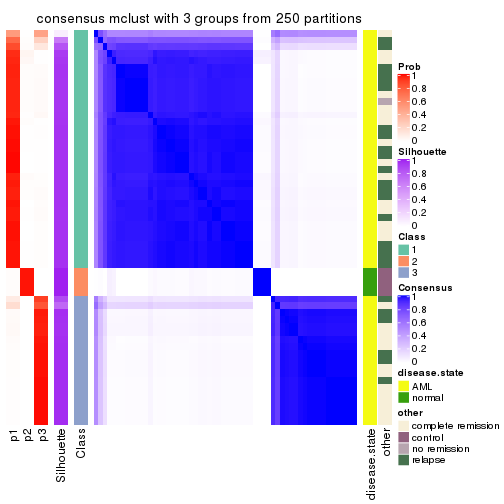 consensus mclust with 3 groups from 250 partitions
Prob
1
0.8
0.6
0.4
0.2
0
Silhouette
1
0.8
0.6
0.4
0.2
0
Class
1
2
3
Consensus
1
0.8
0.6
0.4
0.2
0
disease.state
AML
normal
other
complete remission
control
no remission
relapse
p1
p2
p3
Silhouette
Class
disease.state
other